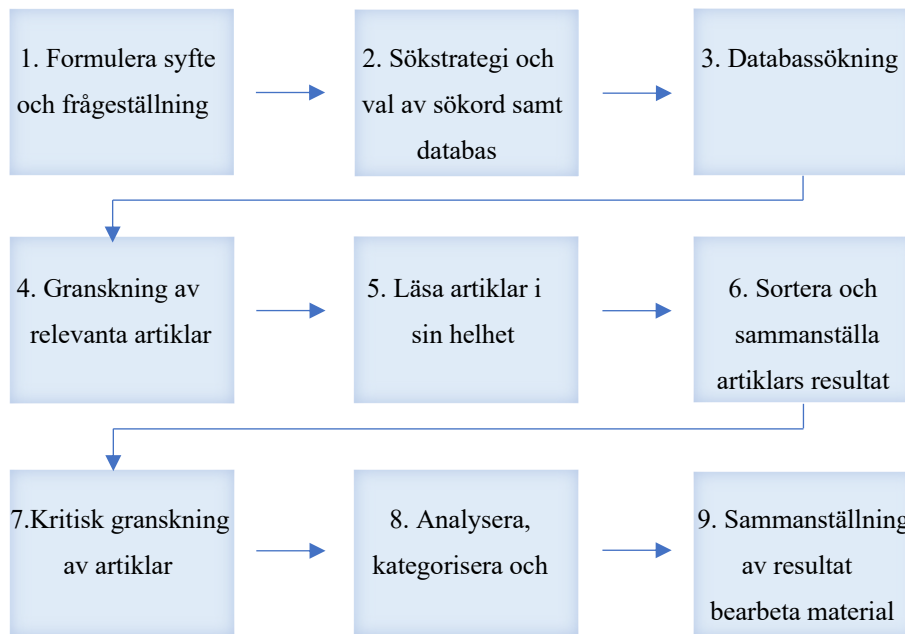 1. Formulera syfte
och frågeställning
2. Sökstrategi och
val av sökord samt
databas
3. Databassökning
4. Granskning av
relevanta artiklar
5. Läsa artiklar i
sin helhet
6. Sortera och
sammanställa
artiklars resultat
7.Kritisk granskning
av artiklar
8. Analysera,
kategorisera och
9. Sammanställning
av resultat
bearbeta material